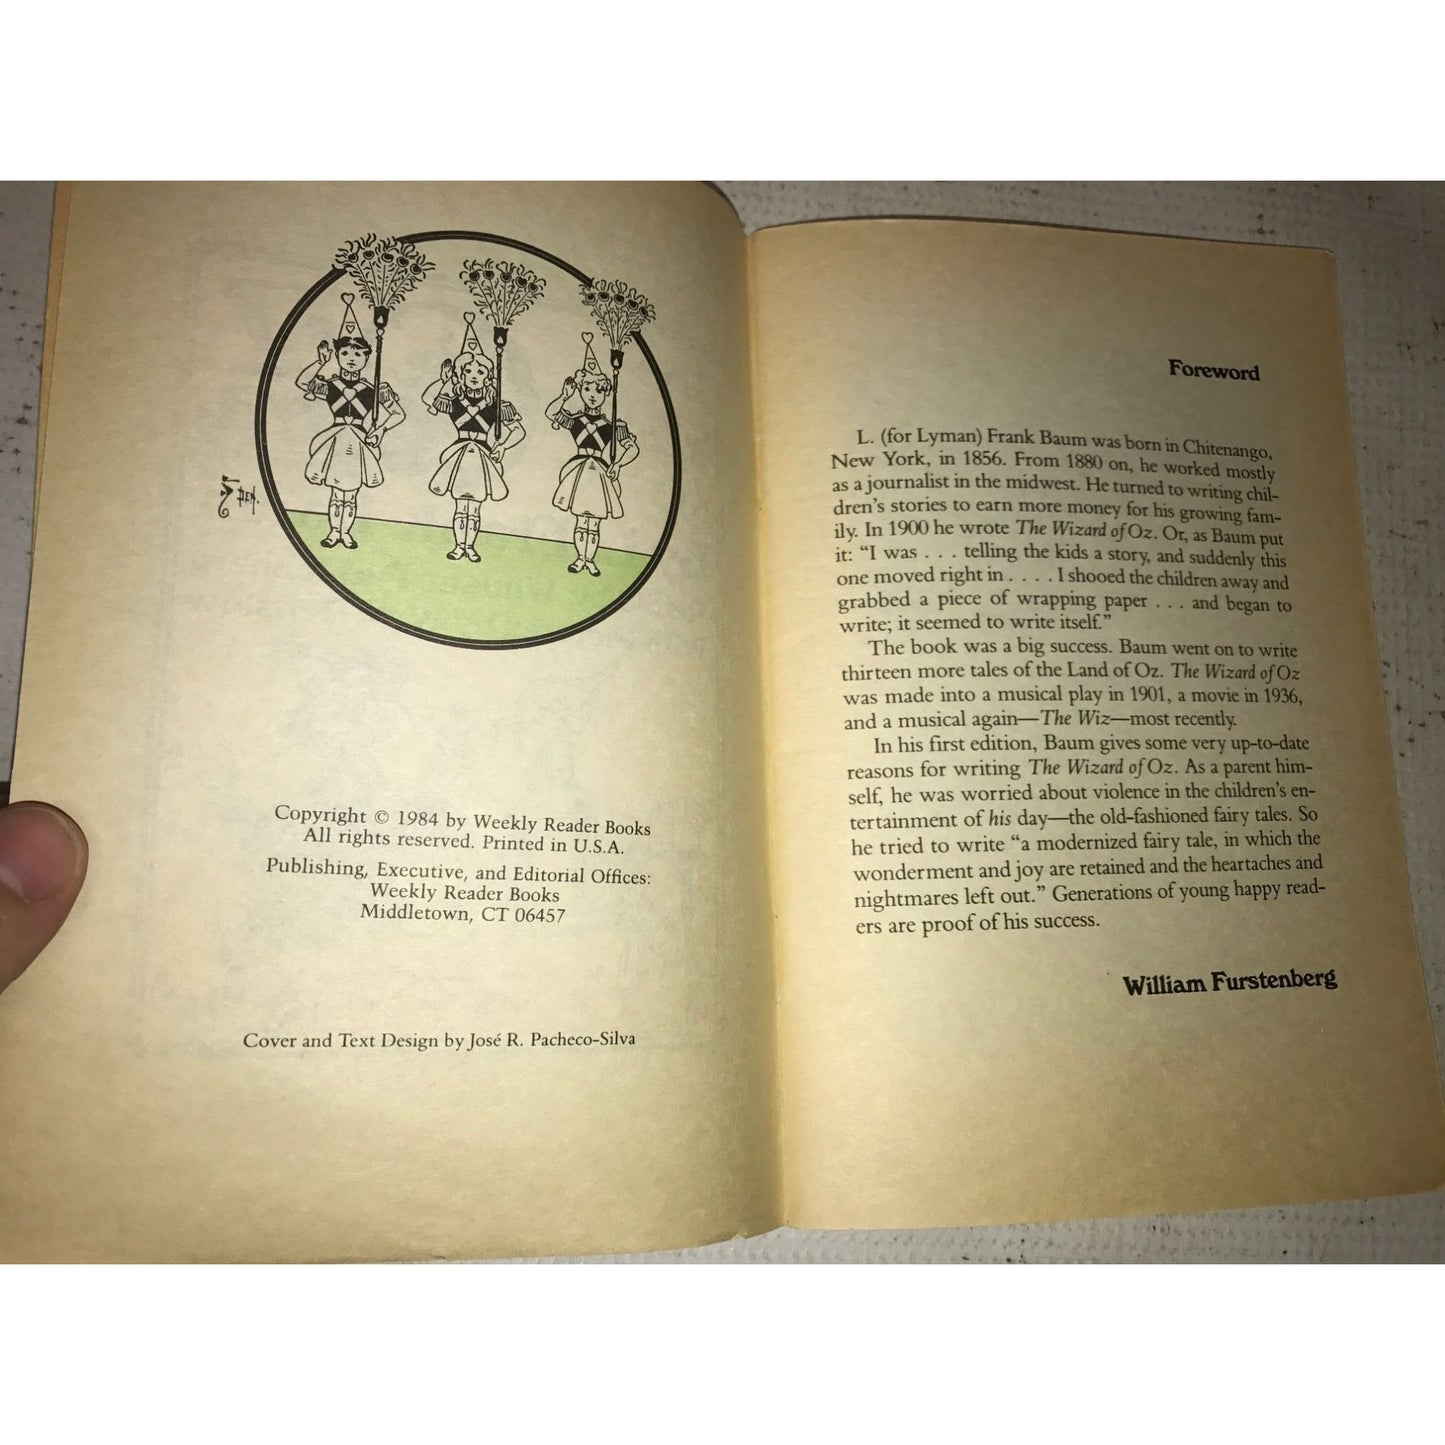 Copyright © 1984 by Weekly Reader Books
All rights reserved. Printed in U.S.A.
Publishing, Executive, and Editorial Offices:
Weekly Reader Books
Middletown, CT 06457
Cover and Text Design by José R. Pacheco-Silva
Foreword
L. (for Lyman) Frank Baum was born in Chitenango,
New York, in 1856. From 1880 on, he worked mostly
as a journalist in the midwest. He turned to writing chil-
dren's stories to earn more money for his growing fam-
ily. In 1900 he wrote The Wizard of Oz. Or, as Baum put
it: “I was . . . telling the kids a story, and suddenly this
one moved right in . . . . I shooed the children away and
grabbed a piece of wrapping paper . . . and began to
write; it seemed to write itself.”
The book was a big success. Baum went on to write
thirteen more tales of the Land of Oz. The Wizard of Oz
was made into a musical play in 1901, a movie in 1936,
and a musical again—The Wiz—most recently.
In his first edition, Baum gives some very up-to-date
reasons for writing The Wizard of Oz. As a parent him-
self, he was worried about violence in the children's en-
tertainment of his day—the old-fashioned fairy tales. So
he tried to write “a modernized fairy tale, in which the
wonderment and joy are retained and the heartaches and
nightmares left out.” Generations of young happy read-
ers are proof of his success.
William Furstenberg